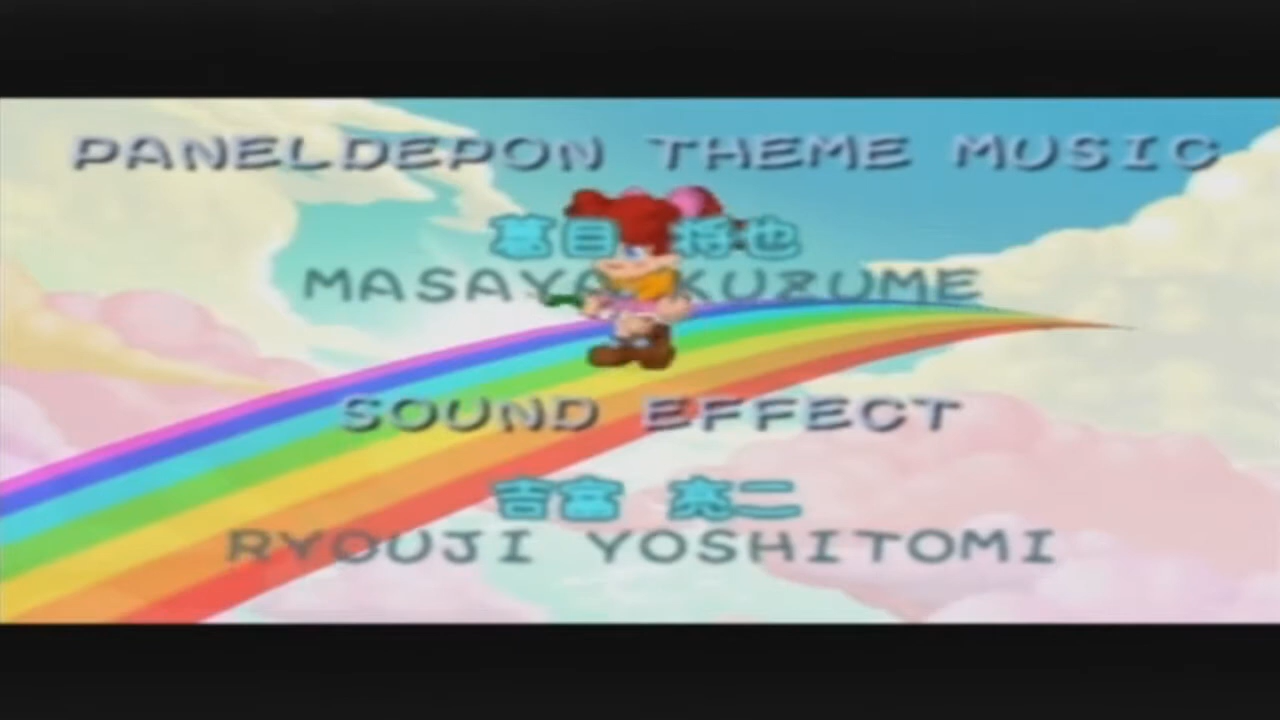 PANELDEPON THEME MUSIC
葛目 将也
MASAYA KUZUME
SOUND EFFECT
吉富 亮二
RYOUJI YOSHITOMI